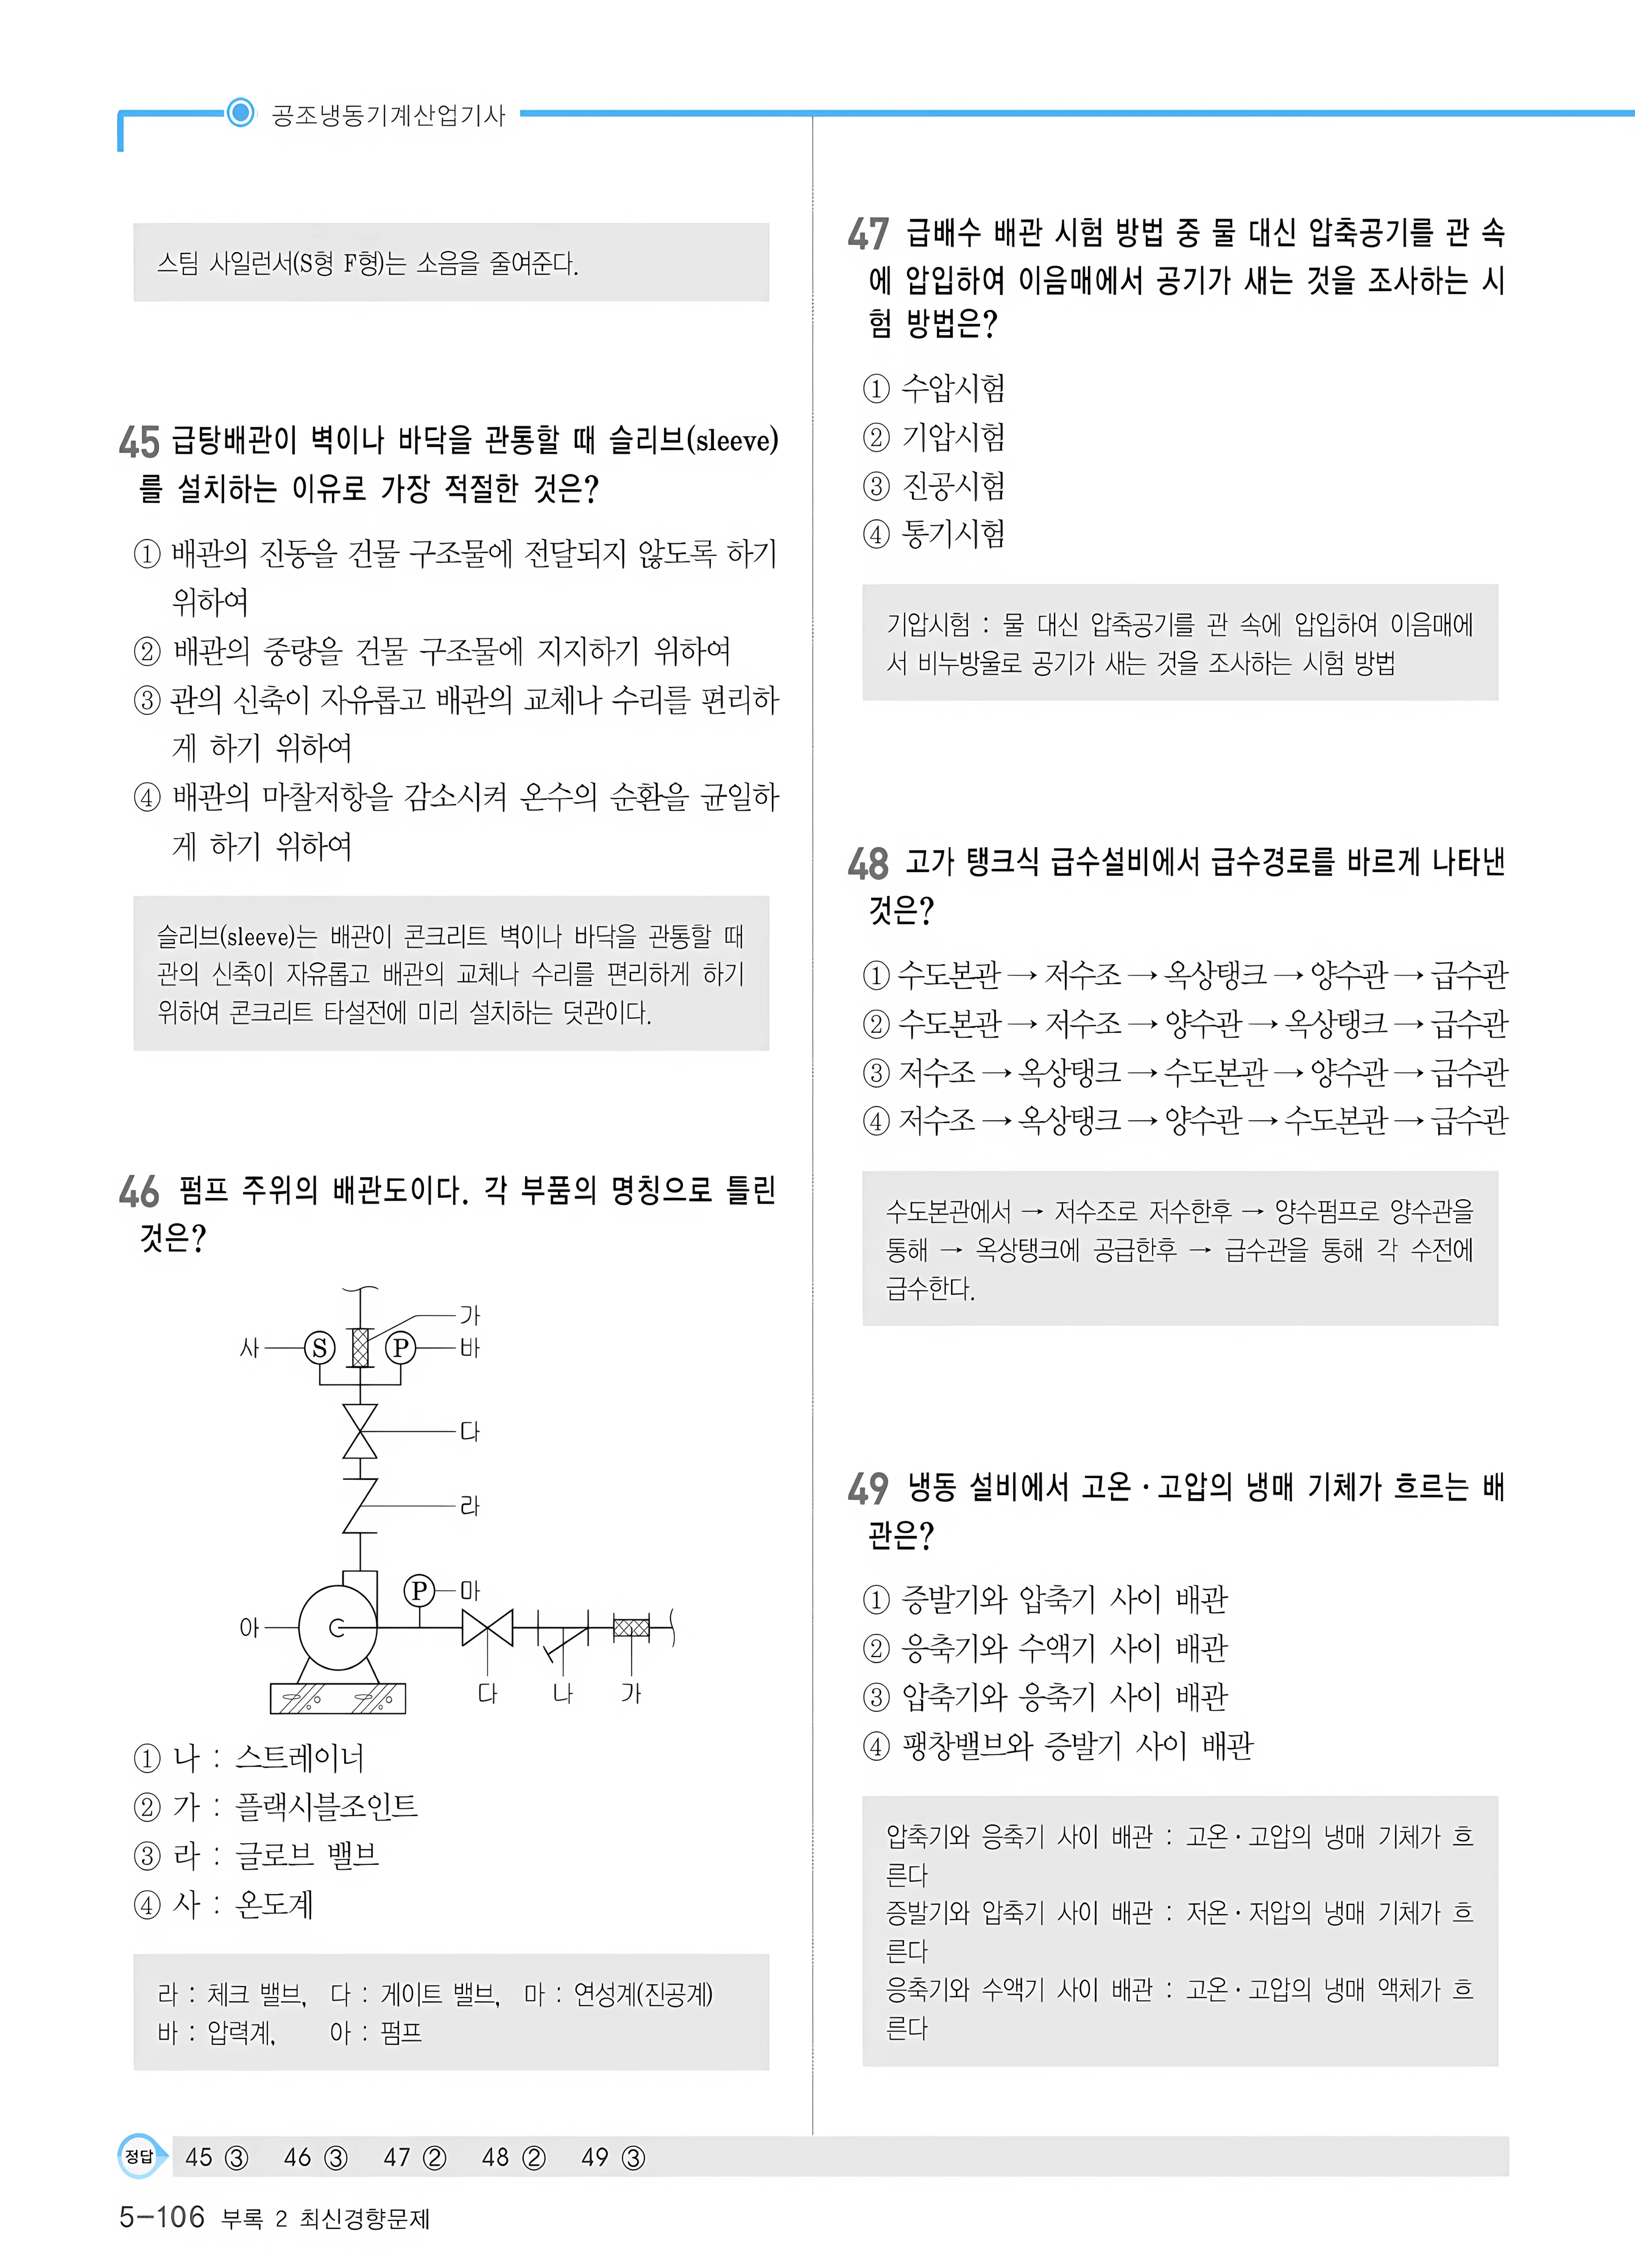 공조냉동기계산업기사
스팀 사일런서(S형 F형)는 소음을 줄여준다.
45 급탕배관이 벽이나 바닥을 관통할 때 슬리브(sleeve)
를 설치하는 이유로 가장 적절한 것은?
① 배관의 진동을 건물 구조물에 전달되지 않도록 하기
위하여
② 배관의 중량을 건물 구조물에 지지하기 위하여
③ 관의 신축이 자유롭고 배관의 교체나 수리를 편리하
게 하기 위하여
④ 배관의 마찰저항을 감소시켜 온수의 순환을 균일하
게 하기 위하여
슬리브(sleeve)는 배관이 콘크리트 벽이나 바닥을 관통할 때
관의 신축이 자유롭고 배관의 교체나 수리를 편리하게 하기
위하여 콘크리트 타설전에 미리 설치하는 덧관이다.
46 펌프 주위의 배관도이다. 각 부품의 명칭으로 틀린
것은?
가
사 S P 바
다
라
P 마
아
다 나 가
① 나 : 스트레이너
② 가 : 플랙시블조인트
③ 라 : 글로브 밸브
④ 사 : 온도계
라 : 체크 밸브, 다 : 게이트 밸브, 마 : 연성계(진공계)
바 : 압력계, 아 : 펌프
47 급배수 배관 시험 방법 중 물 대신 압축공기를 관 속
에 압입하여 이음매에서 공기가 새는 것을 조사하는 시
험 방법은?
① 수압시험
② 기압시험
③ 진공시험
④ 통기시험
기압시험 : 물 대신 압축공기를 관 속에 압입하여 이음매에
서 비누방울로 공기가 새는 것을 조사하는 시험 방법
48 고가 탱크식 급수설비에서 급수경로를 바르게 나타낸
것은?
① 수도본관 → 저수조 → 옥상탱크 → 양수관 → 급수관
② 수도본관 → 저수조 → 양수관 → 옥상탱크 → 급수관
③ 저수조 → 옥상탱크 → 수도본관 → 양수관 → 급수관
④ 저수조 → 옥상탱크 → 양수관 → 수도본관 → 급수관
수도본관에서 → 저수조로 저수한후 → 양수펌프로 양수관을
통해 → 옥상탱크에 공급한후 → 급수관을 통해 각 수전에
급수한다.
49 냉동 설비에서 고온·고압의 냉매 기체가 흐르는 배
관은?
① 증발기와 압축기 사이 배관
② 응축기와 수액기 사이 배관
③ 압축기와 응축기 사이 배관
④ 팽창밸브와 증발기 사이 배관
압축기와 응축기 사이 배관 : 고온·고압의 냉매 기체가 흐
른다
증발기와 압축기 사이 배관 : 저온·저압의 냉매 기체가 흐
른다
응축기와 수액기 사이 배관 : 고온·고압의 냉매 액체가 흐
른다
정답 45 ③ 46 ③ 47 ② 48 ② 49 ③
5-106 부록 2 최신경향문제